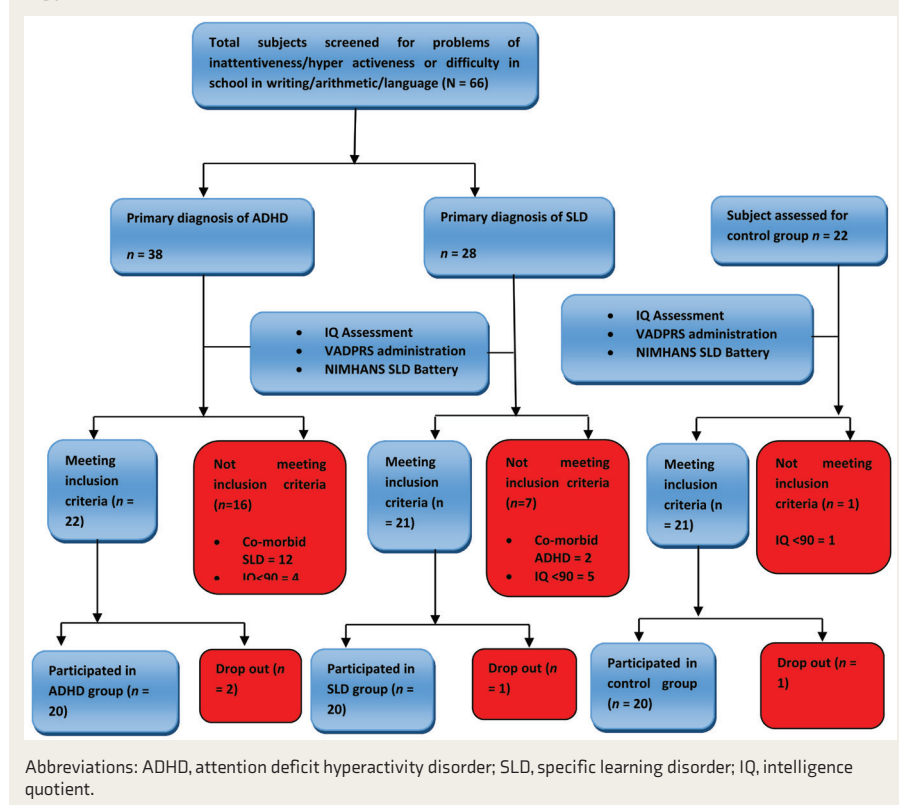 Total subjects screened for problems of
inattentiveness/hyper activeness or difficulty in
school in writing/arithmetic/language (N = 66)
Primary diagnosis of ADHD
n = 38
Primary diagnosis of SLD
n = 28
Subject assessed for
control group n = 22
• IQ Assessment
• VADPRS administration
• NIMHANS SLD Battery
• IQ Assessment
• VADPRS administration
• NIMHANS SLD Battery
Meeting
inclusion
criteria (n =
22)
Not meeting
inclusion criteria
(n=16)
• Co-morbid
SLD = 12
• IQ<90 = 4
Meeting
inclusion
criteria (n
= 21)
Not meeting
inclusion criteria
(n=7)
• Co-morbid
ADHD = 2
• IQ <90 = 5
Meeting
inclusion
criteria (n
= 21)
Not meeting
inclusion
criteria (n = 1)
IQ <90 = 1
Participated in
ADHD group (n =
20)
Drop out (n
= 2)
Participated in
SLD group (n =
20)
Drop out (n
= 1)
Participated in
control group
(n = 20)
Drop out (n =
1)
Abbreviations: ADHD, attention deficit hyperactivity disorder; SLD, specific learning disorder; IQ, intelligence
quotient.